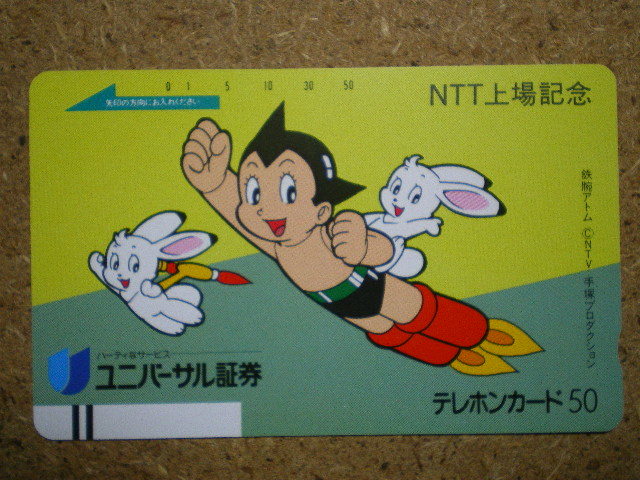 0 1 5 10 30 50
矢印の方向にお入れください
NTT上場記念
鉄腕アトム ©NTV・手塚プロダクション
ハーティなサービス
ユニバーサル証券
テレホンカード50